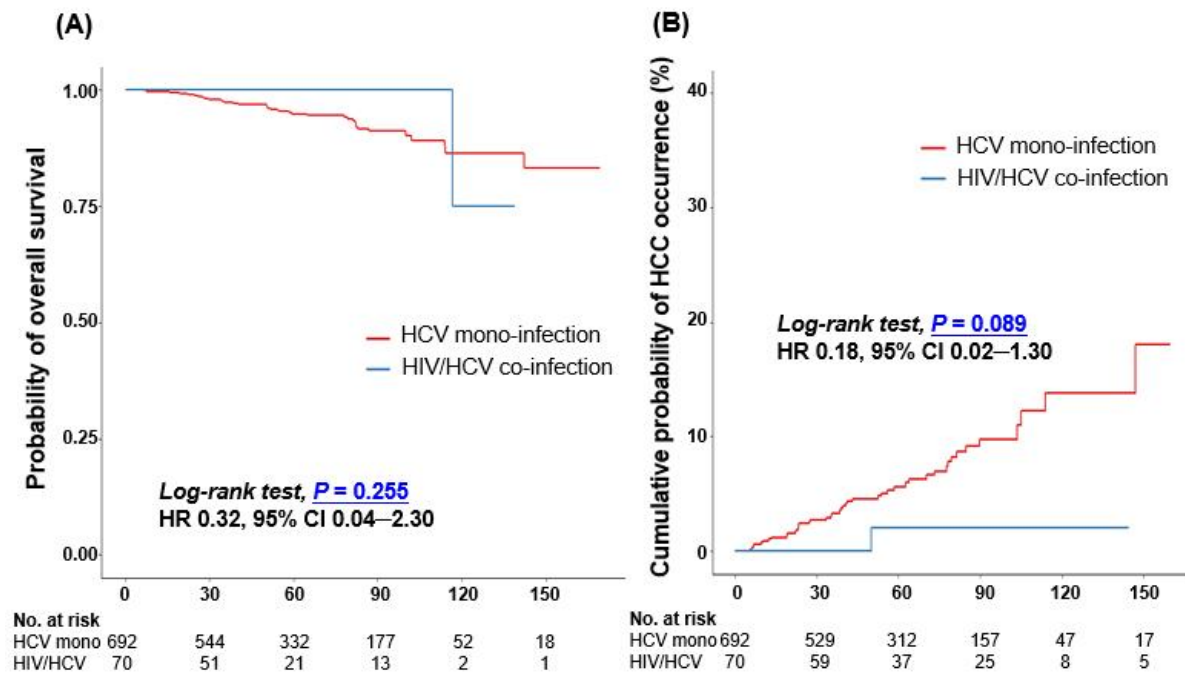 (A)
Probability of overall survival
1.00
0.75
0.50
0.25
0.00
HCV mono-infection
HIV/HCV co-infection
Log-rank test, P = 0.255
HR 0.32, 95% CI 0.04—2.30
0 30 60 90 120 150
No. at risk
HCV mono 692 544 332 177 52 18
HIV/HCV 70 51 21 13 2 1
(B)
Cumulative probability of HCC occurrence (%)
40
30
20
10
0
HCV mono-infection
HIV/HCV co-infection
Log-rank test, P = 0.089
HR 0.18, 95% CI 0.02—1.30
0 30 60 90 120 150
No. at risk
HCV mono 692 529 312 157 47 17
HIV/HCV 70 59 37 25 8 5